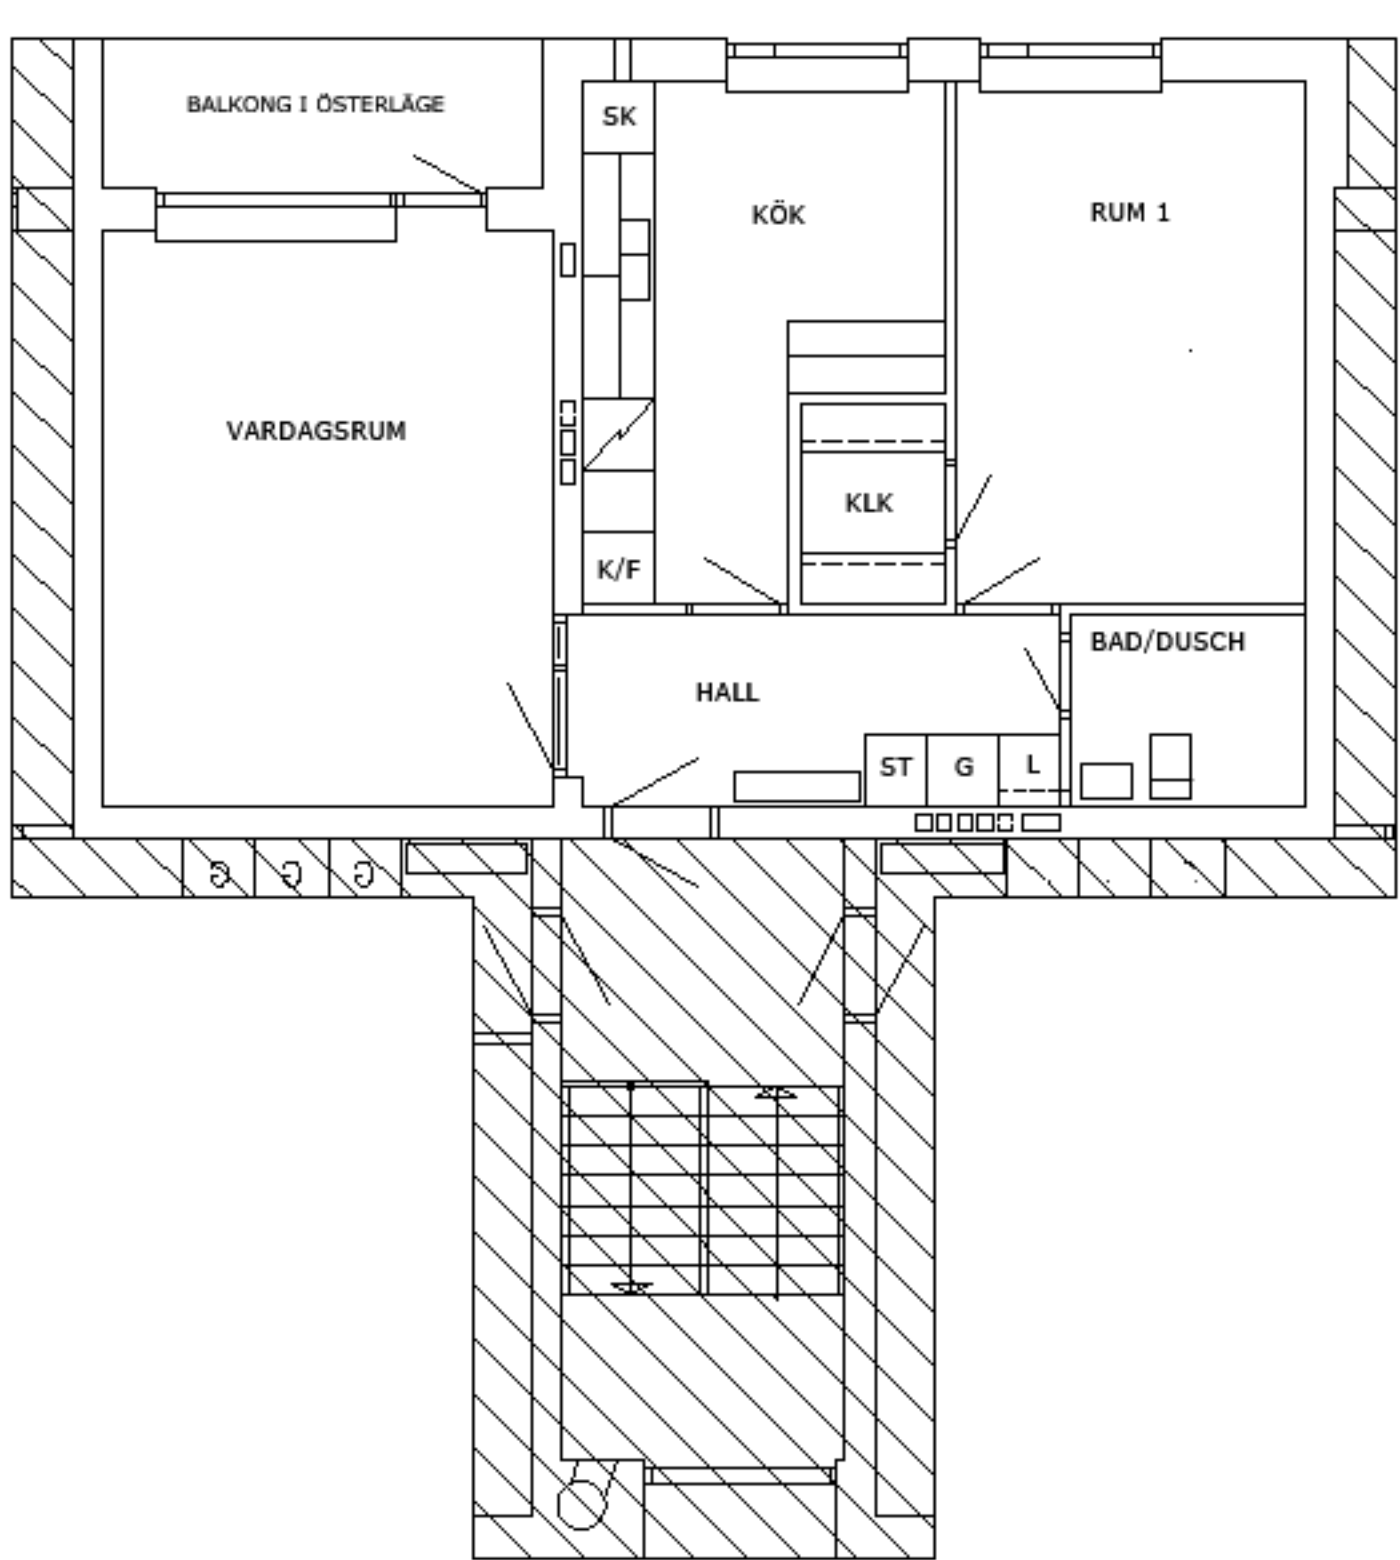 BALKONG I ÖSTERLÄGE
SK
KÖK
RUM 1
VARDAGSRUM
KLK
K/F
BAD/DUSCH
HALL
ST
G
L
G
G
G